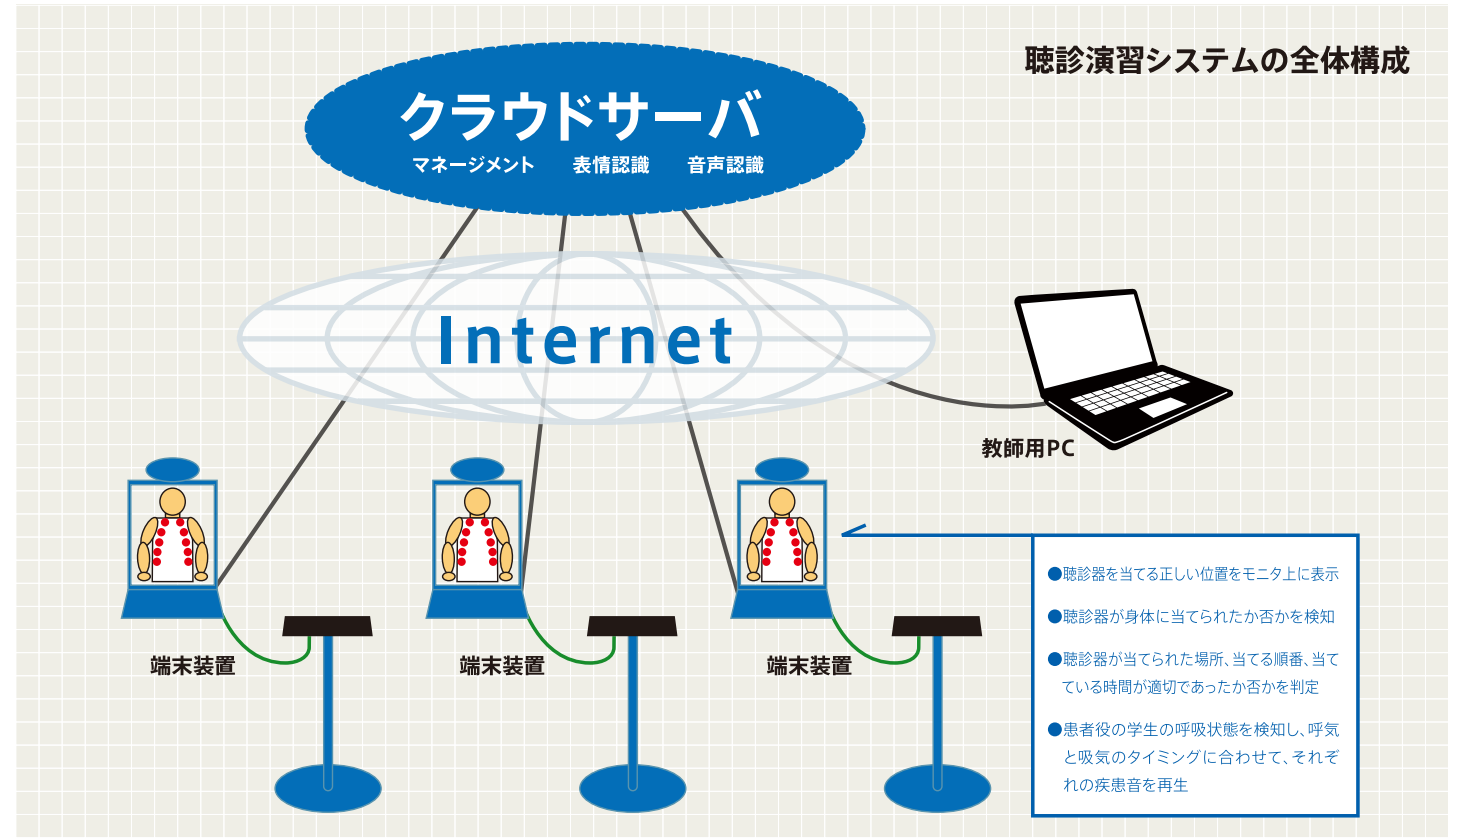 聴診演習システムの全体構成
クラウドサーバ
マネージメント 表情認識 音声認識
Internet
教師用PC
端末装置 端末装置 端末装置
●聴診器を当てる正しい位置をモニタ上に表示
●聴診器が身体に当てられたか否かを検知
●聴診器が当てられた場所、当てる順番、当て
ている時間が適切であったか否かを判定
●患者役の学生の呼吸状態を検知し、呼気
と吸気のタイミングに合わせて、それぞ
れの疾患音を再生